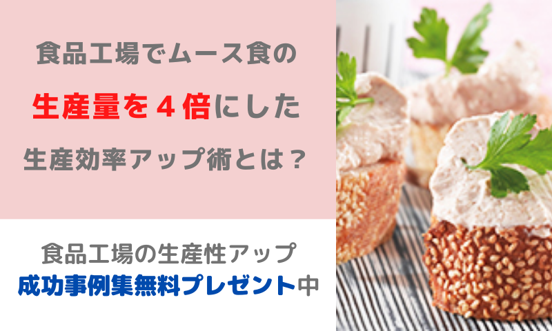 食品工場でムース食の
生産量を４倍にした
生産効率アップ術とは？
食品工場の生産性アップ
成功事例集無料プレゼント中